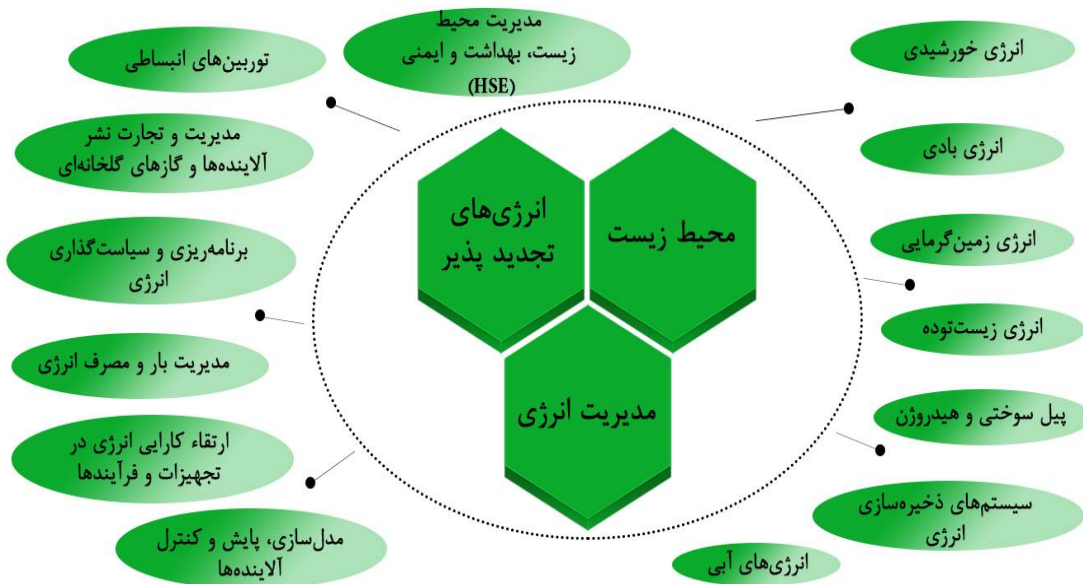 مدیریت محیط
زیست، بهداشت و ایمنی
(HSE)
انرژی خورشیدی
انرژی بادی
انرژی زمین‌گرمایی
انرژی زیست‌توده
پیل سوختی و هیدروژن
سیستم‌های ذخیره‌سازی
انرژی
انرژی‌های آبی
توربین‌های انبساطی
مدیریت و تجارت نشر
آلاینده‌ها و گازهای گلخانه‌ای
برنامه‌ریزی و سیاست‌گذاری
انرژی
مدیریت بار و مصرف انرژی
ارتقاء کارایی انرژی در
تجهیزات و فرآیندها
مدل‌سازی، پایش و کنترل
آلاینده‌ها
محیط زیست
انرژی‌های
تجدید پذیر
مدیریت انرژی